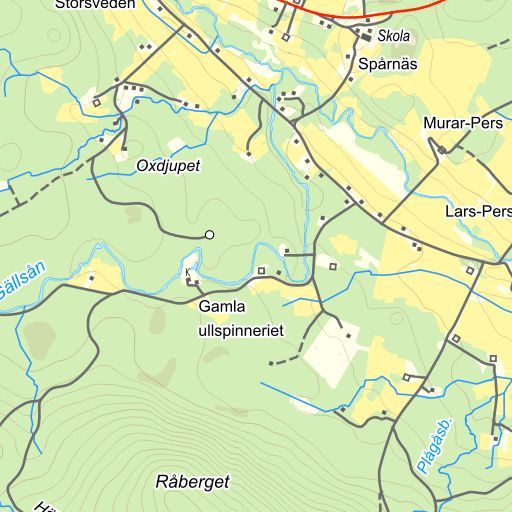 Storsveden
Skola
Spårnäs
Murar-Pers
Oxdjupet
Lars-Pers
Gällsån
K
Gamla
ullspinneriet
Plågåsb.
Råberget